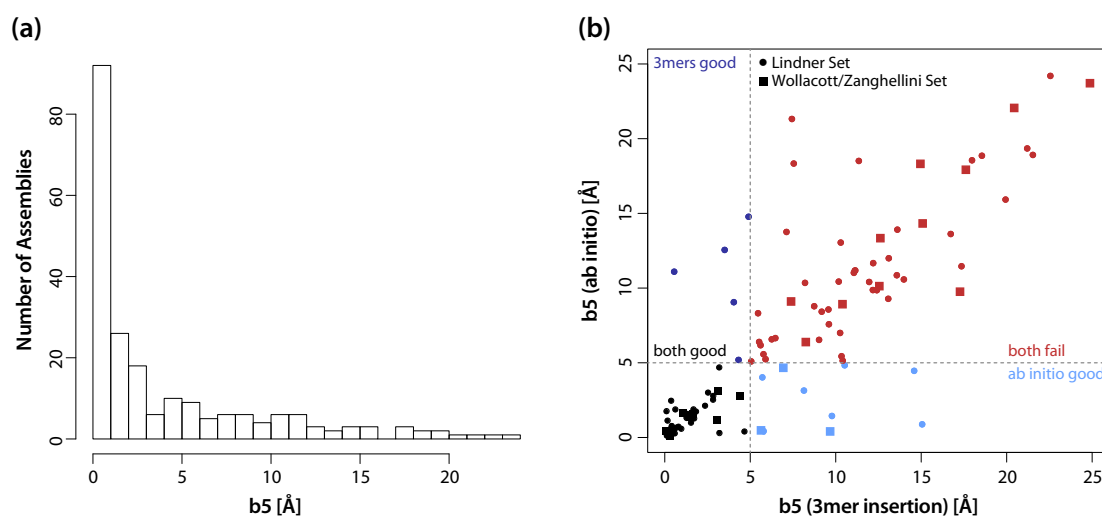 (a)
Number of Assemblies
0
20
40
60
80
0 5 10 15 20
b5 [Å]
(b)
b5 (ab initio) [Å]
0
5
10
15
20
25
3mers good
Lindner Set
Wollacott/Zanghellini Set
both good
both fail
ab initio good
0 5 10 15 20 25
b5 (3mer insertion) [Å]